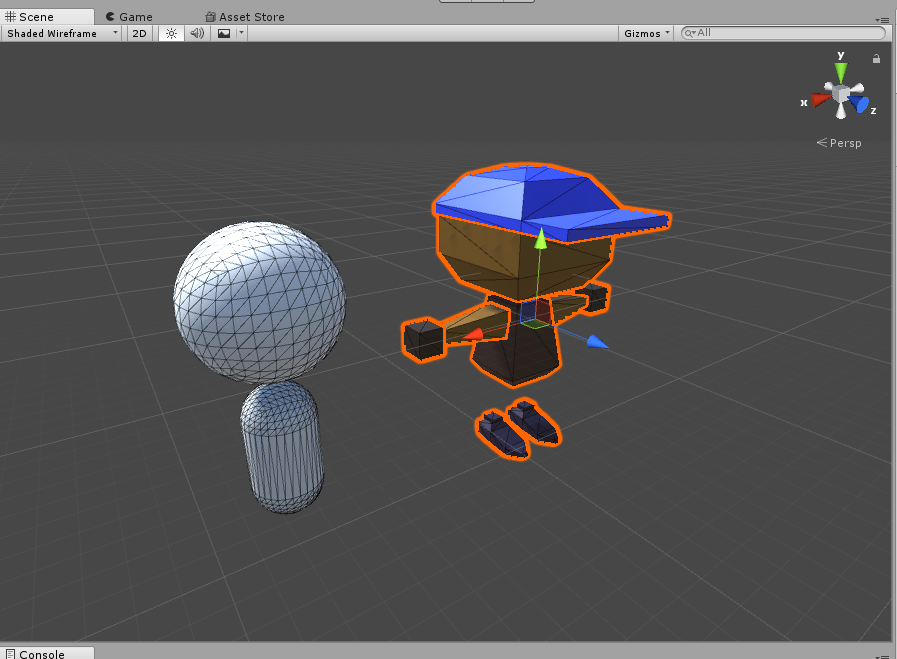 Scene Game Asset Store
Shaded Wireframe 2D Gizmos All
y
x
z
Persp
Console